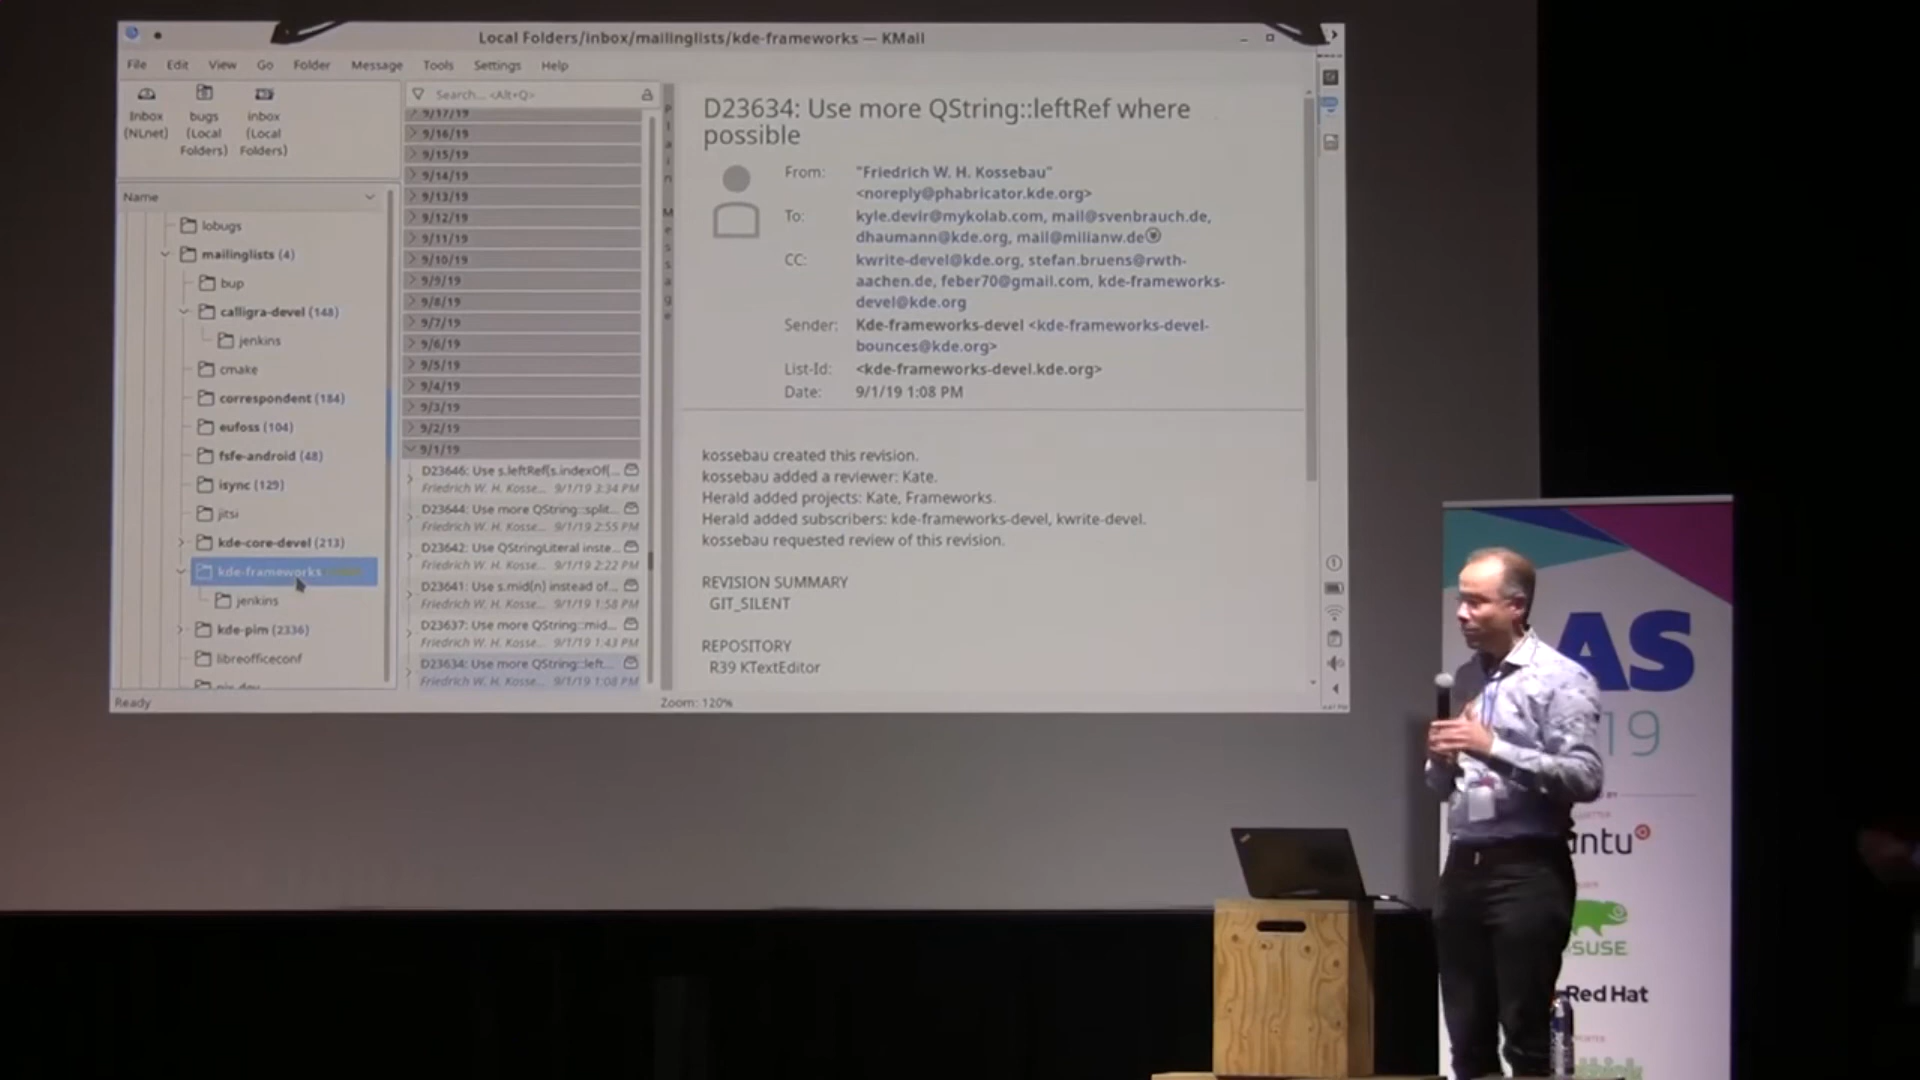 Local Folders/inbox/mailinglists/kde-frameworks — KMail
File Edit View Go Folder Message Tools Settings Help
Inbox (NLnet)
bugs (Local Folders)
inbox (Local Folders)
Name
lobugs
mailinglists (4)
bup
calligra-devel (148)
jenkins
cmake
correspondent (184)
eufoss (104)
fsfe-android (48)
isync (129)
jitsi
kde-core-devel (213)
kde-frameworks
jenkins
kde-pim (2336)
libreofficeconf
Ready
Search... <Alt+Q>
9/17/19
9/16/19
9/15/19
9/14/19
9/13/19
9/12/19
9/11/19
9/10/19
9/9/19
9/8/19
9/7/19
9/6/19
9/5/19
9/4/19
9/3/19
9/2/19
9/1/19
D23646: Use s.leftRef(s.indexOf(...
Friedrich W. H. Kosse... 9/1/19 3:34 PM
D23644: Use more QString::split...
Friedrich W. H. Kosse... 9/1/19 2:55 PM
D23642: Use QStringLiteral inste...
Friedrich W. H. Kosse... 9/1/19 2:22 PM
D23641: Use s.mid(n) instead of...
Friedrich W. H. Kosse... 9/1/19 1:58 PM
D23637: Use more QString::mid...
Friedrich W. H. Kosse... 9/1/19 1:43 PM
D23634: Use more QString::left...
Friedrich W. H. Kosse... 9/1/19 1:08 PM
Plain Message
D23634: Use more QString::leftRef where
possible
From: "Friedrich W. H. Kossebau"
<noreply@phabricator.kde.org>
To: kyle.devir@mykolab.com, mail@svenbrauch.de,
dhaumann@kde.org, mail@milianw.de
CC: kwrite-devel@kde.org, stefan.bruens@rwth-
aachen.de, feber70@gmail.com, kde-frameworks-
devel@kde.org
Sender: Kde-frameworks-devel <kde-frameworks-devel-
bounces@kde.org>
List-Id: <kde-frameworks-devel.kde.org>
Date: 9/1/19 1:08 PM
kossebau created this revision.
kossebau added a reviewer: Kate.
Herald added projects: Kate, Frameworks.
Herald added subscribers: kde-frameworks-devel, kwrite-devel.
kossebau requested review of this revision.
REVISION SUMMARY
GIT_SILENT
REPOSITORY
R39 KTextEditor
Zoom: 120%
AS
19
BY
untu
SUSE
Red Hat
think